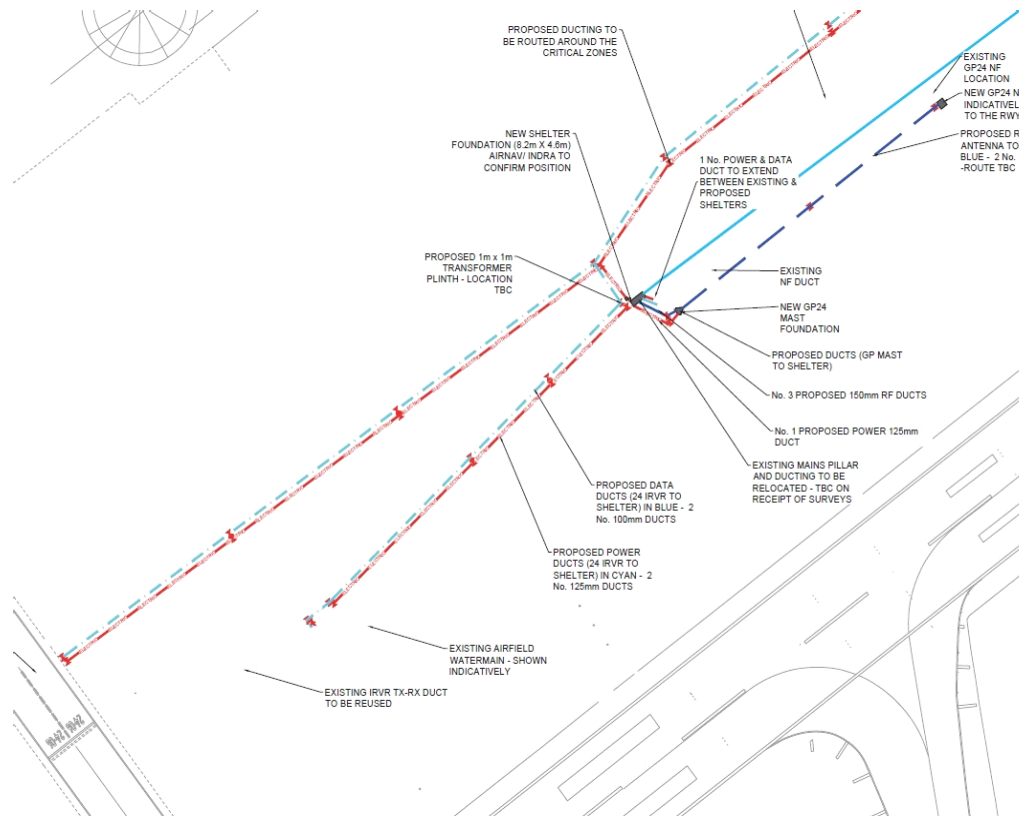 PROPOSED DUCTING TO
BE ROUTED AROUND THE
CRITICAL ZONES
EXISTING
GP24 NF
LOCATION
NEW GP24 N
INDICATIVEL
TO THE RWY
PROPOSED R
ANTENNA TO
BLUE - 2 No.
-ROUTE TBC
NEW SHELTER
FOUNDATION (8.2m X 4.6m)
AIRNAV/ INDRA TO
CONFIRM POSITION
1 No. POWER & DATA
DUCT TO EXTEND
BETWEEN EXISTING &
PROPOSED
SHELTERS
PROPOSED 1m x 1m
TRANSFORMER
PLINTH - LOCATION
TBC
EXISTING
NF DUCT
NEW GP24
MAST
FOUNDATION
PROPOSED DUCTS (GP MAST
TO SHELTER)
No. 3 PROPOSED 150mm RF DUCTS
No. 1 PROPOSED POWER 125mm
DUCT
EXISTING MAINS PILLAR
AND DUCTING TO BE
RELOCATED - TBC ON
RECEIPT OF SURVEYS
PROPOSED DATA
DUCTS (24 IRVR TO
SHELTER) IN BLUE - 2
No. 100mm DUCTS
PROPOSED POWER
DUCTS (24 IRVR TO
SHELTER) IN CYAN - 2
No. 125mm DUCTS
EXISTING AIRFIELD
WATERMAIN - SHOWN
INDICATIVELY
EXISTING IRVR TX-RX DUCT
TO BE REUSED